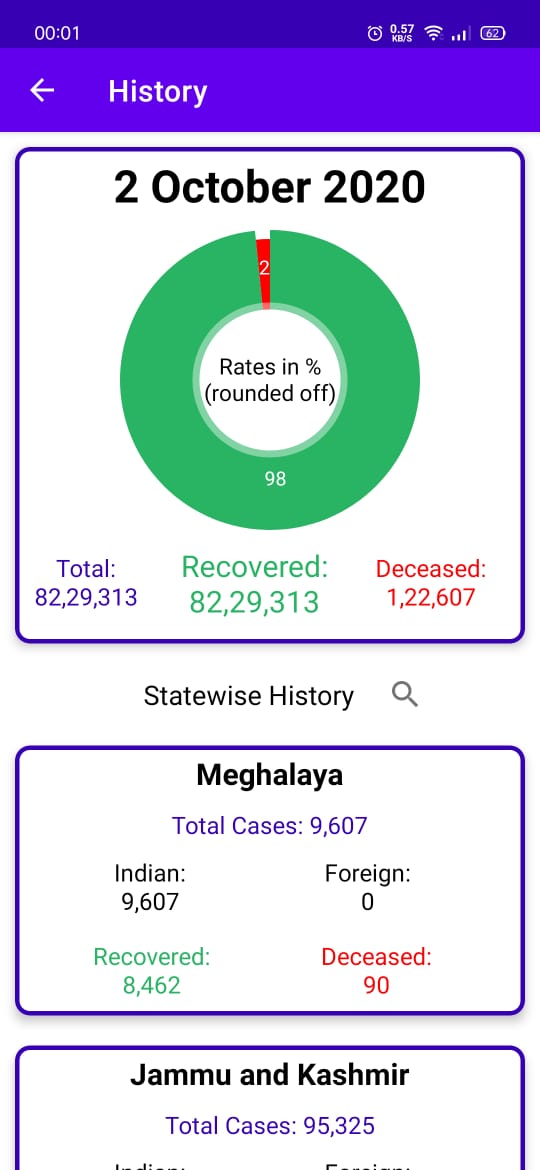 00:01
0.57
KB/S
62
History
2 October 2020
2
Rates in %
(rounded off)
98
Total:
82,29,313
Recovered:
82,29,313
Deceased:
1,22,607
Statewise History
Meghalaya
Total Cases: 9,607
Indian:
9,607
Foreign:
0
Recovered:
8,462
Deceased:
90
Jammu and Kashmir
Total Cases: 95,325
Indian:
Foreign: